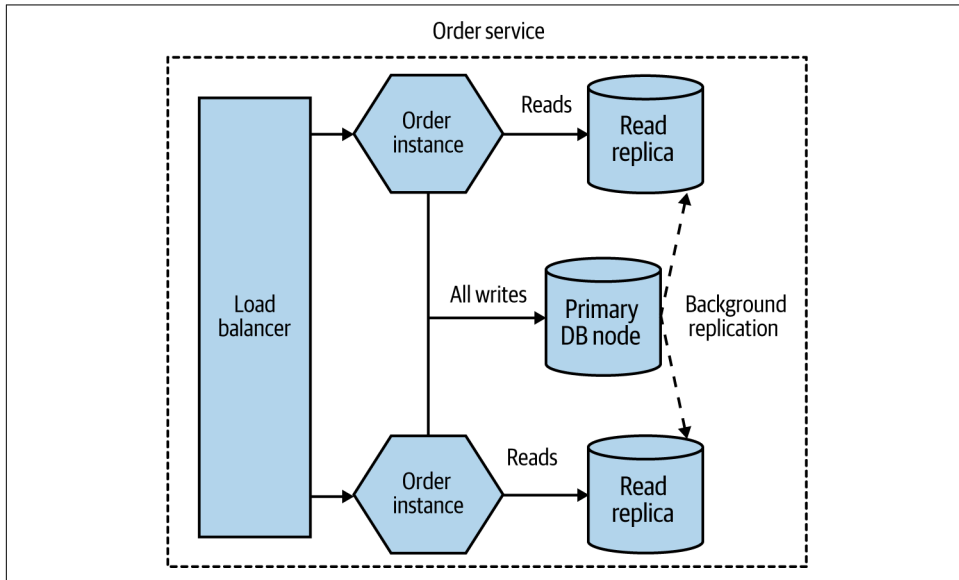 Order service
Order
instance
Reads
Read
replica
Load
balancer
All writes
Primary
DB node
Background
replication
Order
instance
Reads
Read
replica